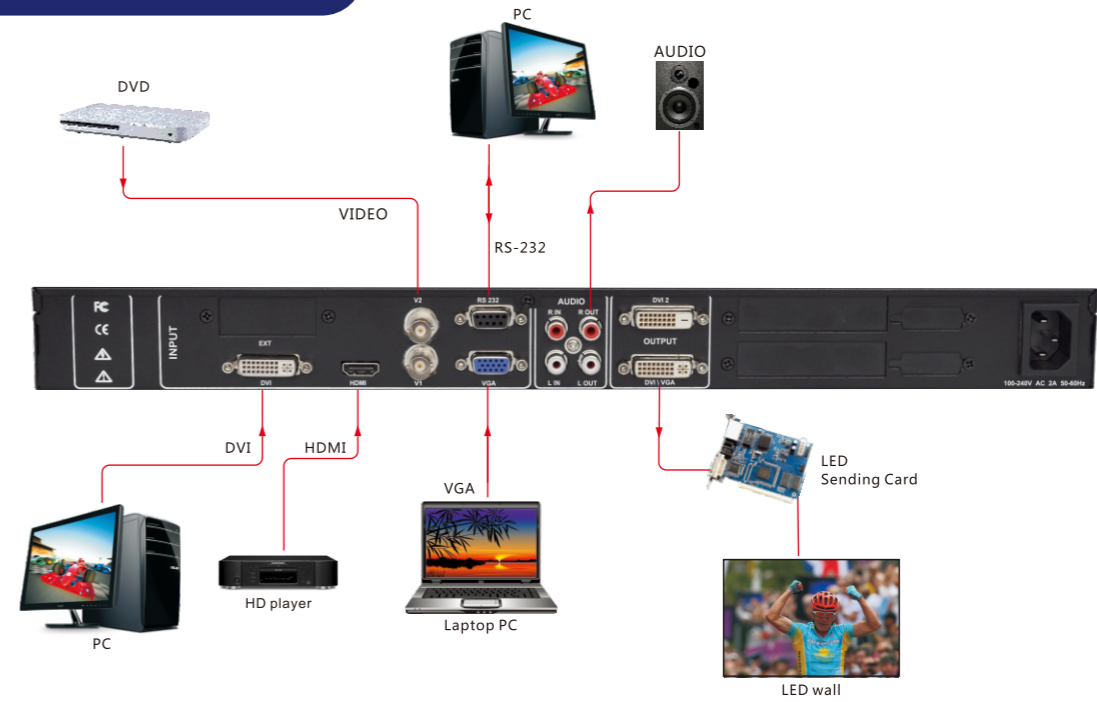 PC
AUDIO
DVD
VIDEO
RS-232
FC
CE
INPUT
EXT
DVI
HDMI
V2
V1
RS 232
VGA
AUDIO
R IN
R OUT
L IN
L OUT
DVI 2
OUTPUT
DVI \ VGA
100-240V AC 2A 50-60Hz
DVI
HDMI
VGA
LED
Sending Card
PC
HD player
Laptop PC
LED wall